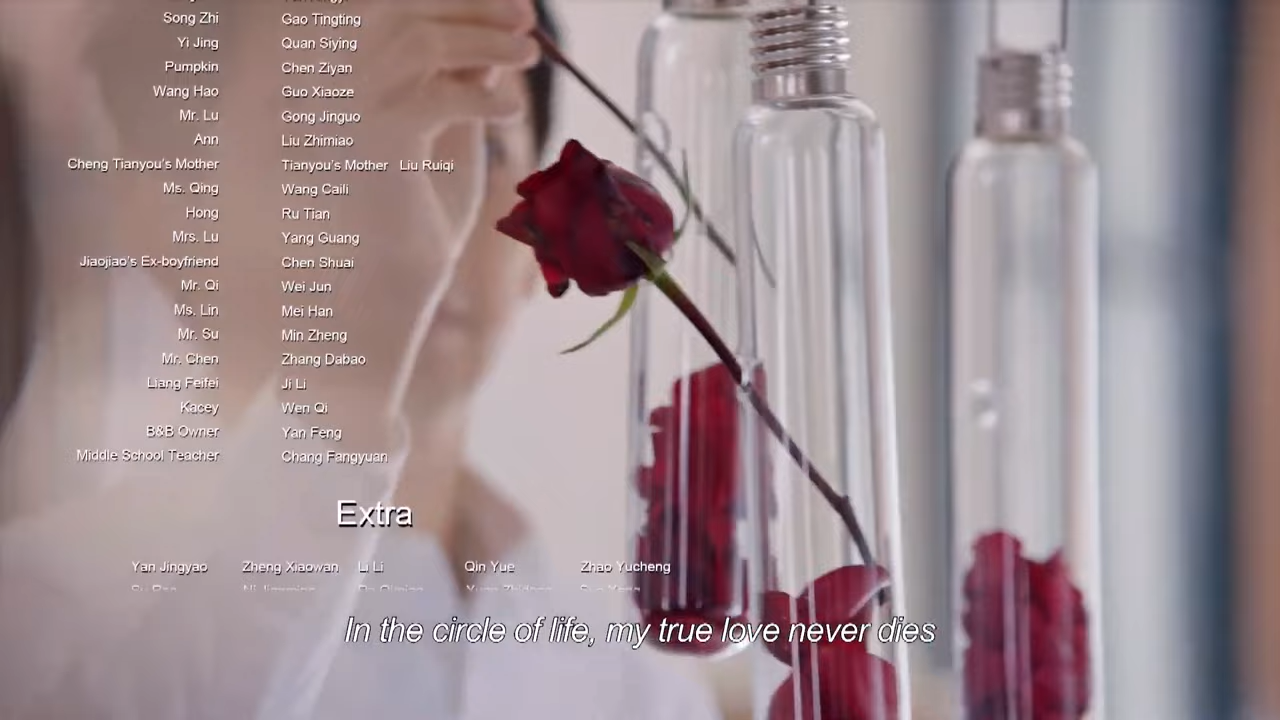 Song Zhi Gao Tingting
Yi Jing Quan Siying
Pumpkin Chen Ziyan
Wang Hao Guo Xiaoze
Mr. Lu Gong Jinguo
Ann Liu Zhimiao
Cheng Tianyou's Mother Tianyou's Mother Liu Ruiqi
Ms. Qing Wang Caili
Hong Ru Tian
Mrs. Lu Yang Guang
Jiaojiao's Ex-boyfriend Chen Shuai
Mr. Qi Wei Jun
Ms. Lin Mei Han
Mr. Su Min Zheng
Mr. Chen Zhang Dabao
Liang Feifei Ji Li
Kacey Wen Qi
B&B Owner Yan Feng
Middle School Teacher Chang Fangyuan
Extra
Yan Jingyao Zheng Xiaowan Li Li Qin Yue Zhao Yucheng
In the circle of life, my true love never dies